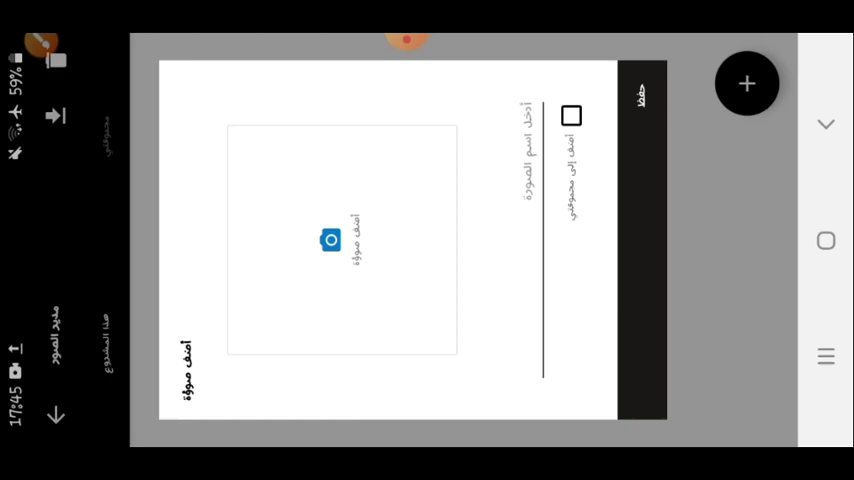 17:45
59%
مدير الصور
هذا المشروع
مجموعتي
أضف صورة
أضف صورة
أدخل اسم الصورة
أضف إلى مجموعتي
حفظ